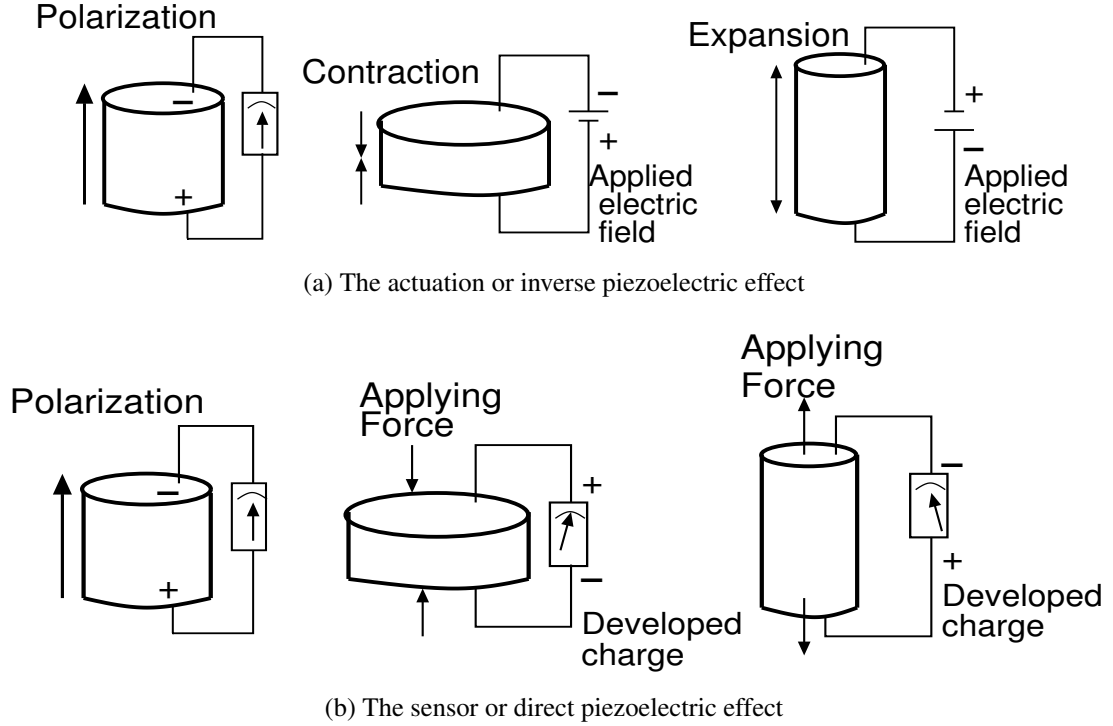 Polarization
−
+
Contraction
−
+
Applied
electric
field
Expansion
+
−
Applied
electric
field
(a) The actuation or inverse piezoelectric effect
Polarization
−
+
Applying
Force
+
−
Developed
charge
Applying
Force
−
+
Developed
charge
(b) The sensor or direct piezoelectric effect